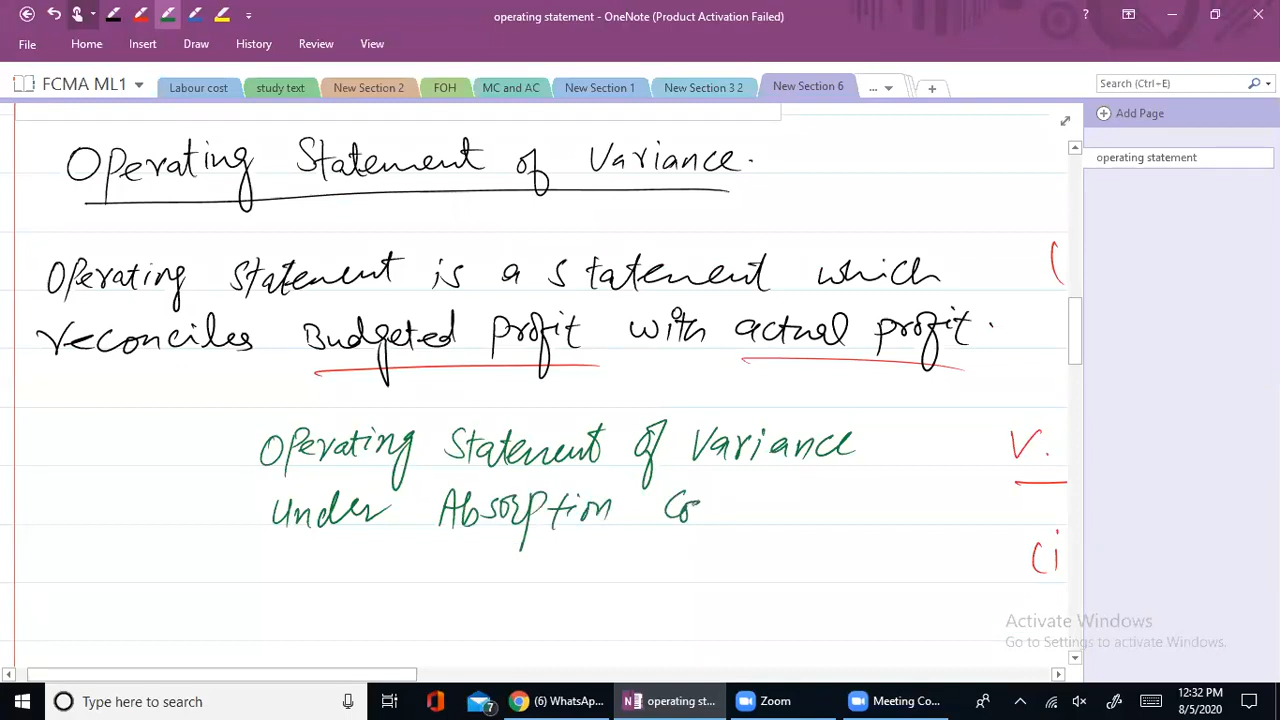 operating statement - OneNote (Product Activation Failed)
?
File Home Insert Draw History Review View
FCMA ML1 Labour cost study text New Section 2 FOH MC and AC New Section 1 New Section 3.2 New Section 6 ... + Search (Ctrl+E)
Add Page
operating statement
Operating Statement of Variance.
Operating Statement is a statement which
reconciles Budgeted profit with actual profit.
Operating Statement of Variance
Under Absorption Co
(
V.
(i
Activate Windows
Go to Settings to activate Windows.
Type here to search
7
(6) WhatsApp...
operating st...
Zoom
Meeting Co...
12:32 PM
8/5/2020